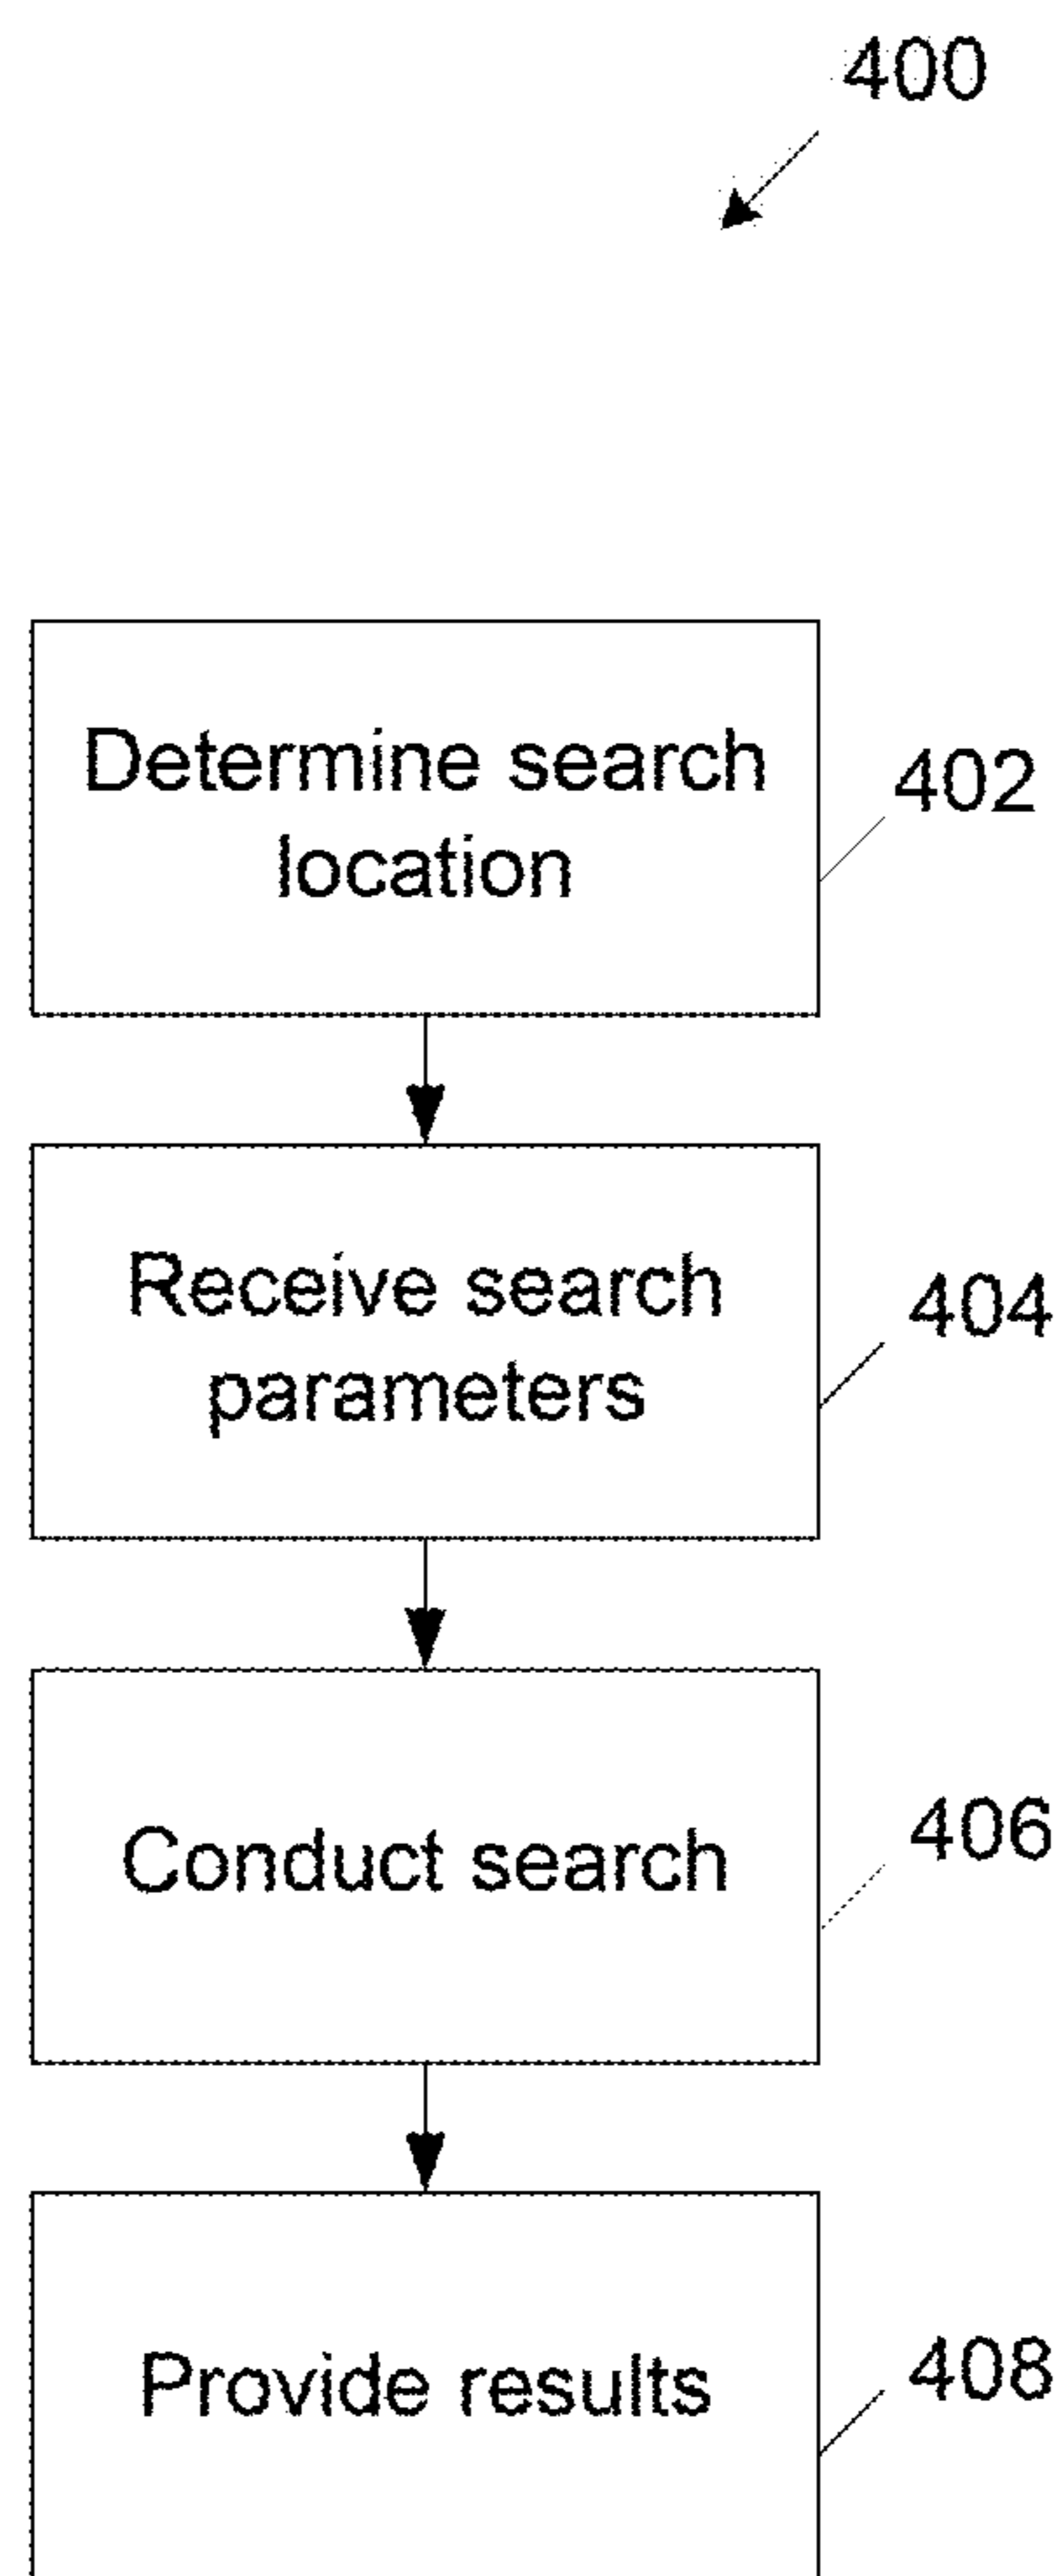 400
Determine search
location
402
Receive search
parameters
404
Conduct search
406
Provide results
408